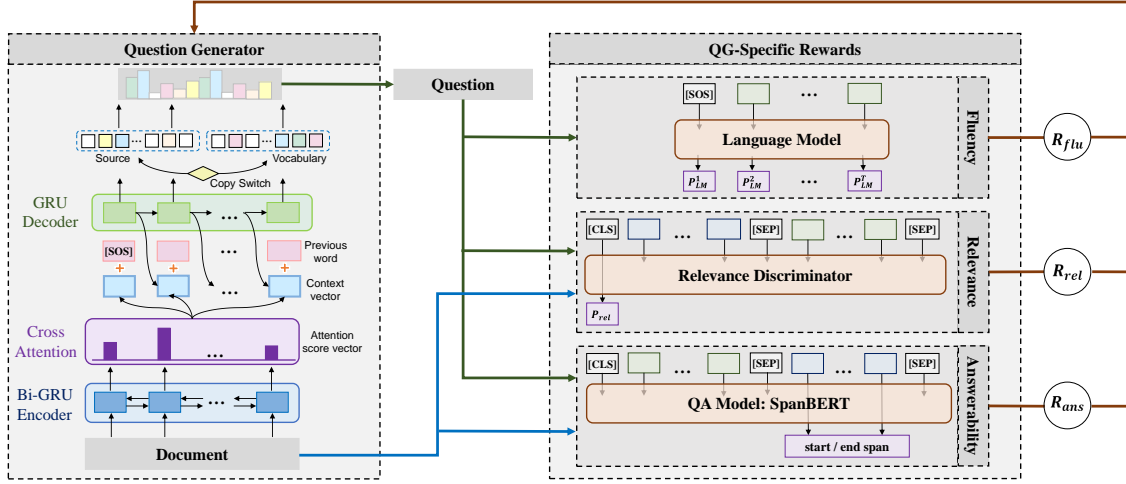 Question Generator
Source
...
Vocabulary
...
Copy Switch
GRU
Decoder
...
[SOS]
...
Previous
word
+ + +
...
Context
vector
Cross
Attention
...
Attention
score vector
Bi-GRU
Encoder
...
Document
Question
QG-Specific Rewards
[SOS]
...
Language Model
P^1_LM
P^2_LM
...
P^T_LM
Fluency
R_flu
[CLS]
...
[SEP]
...
[SEP]
Relevance Discriminator
P_rel
Relevance
R_rel
[CLS]
...
[SEP]
...
[SEP]
QA Model: SpanBERT
start / end span
Answerability
R_ans